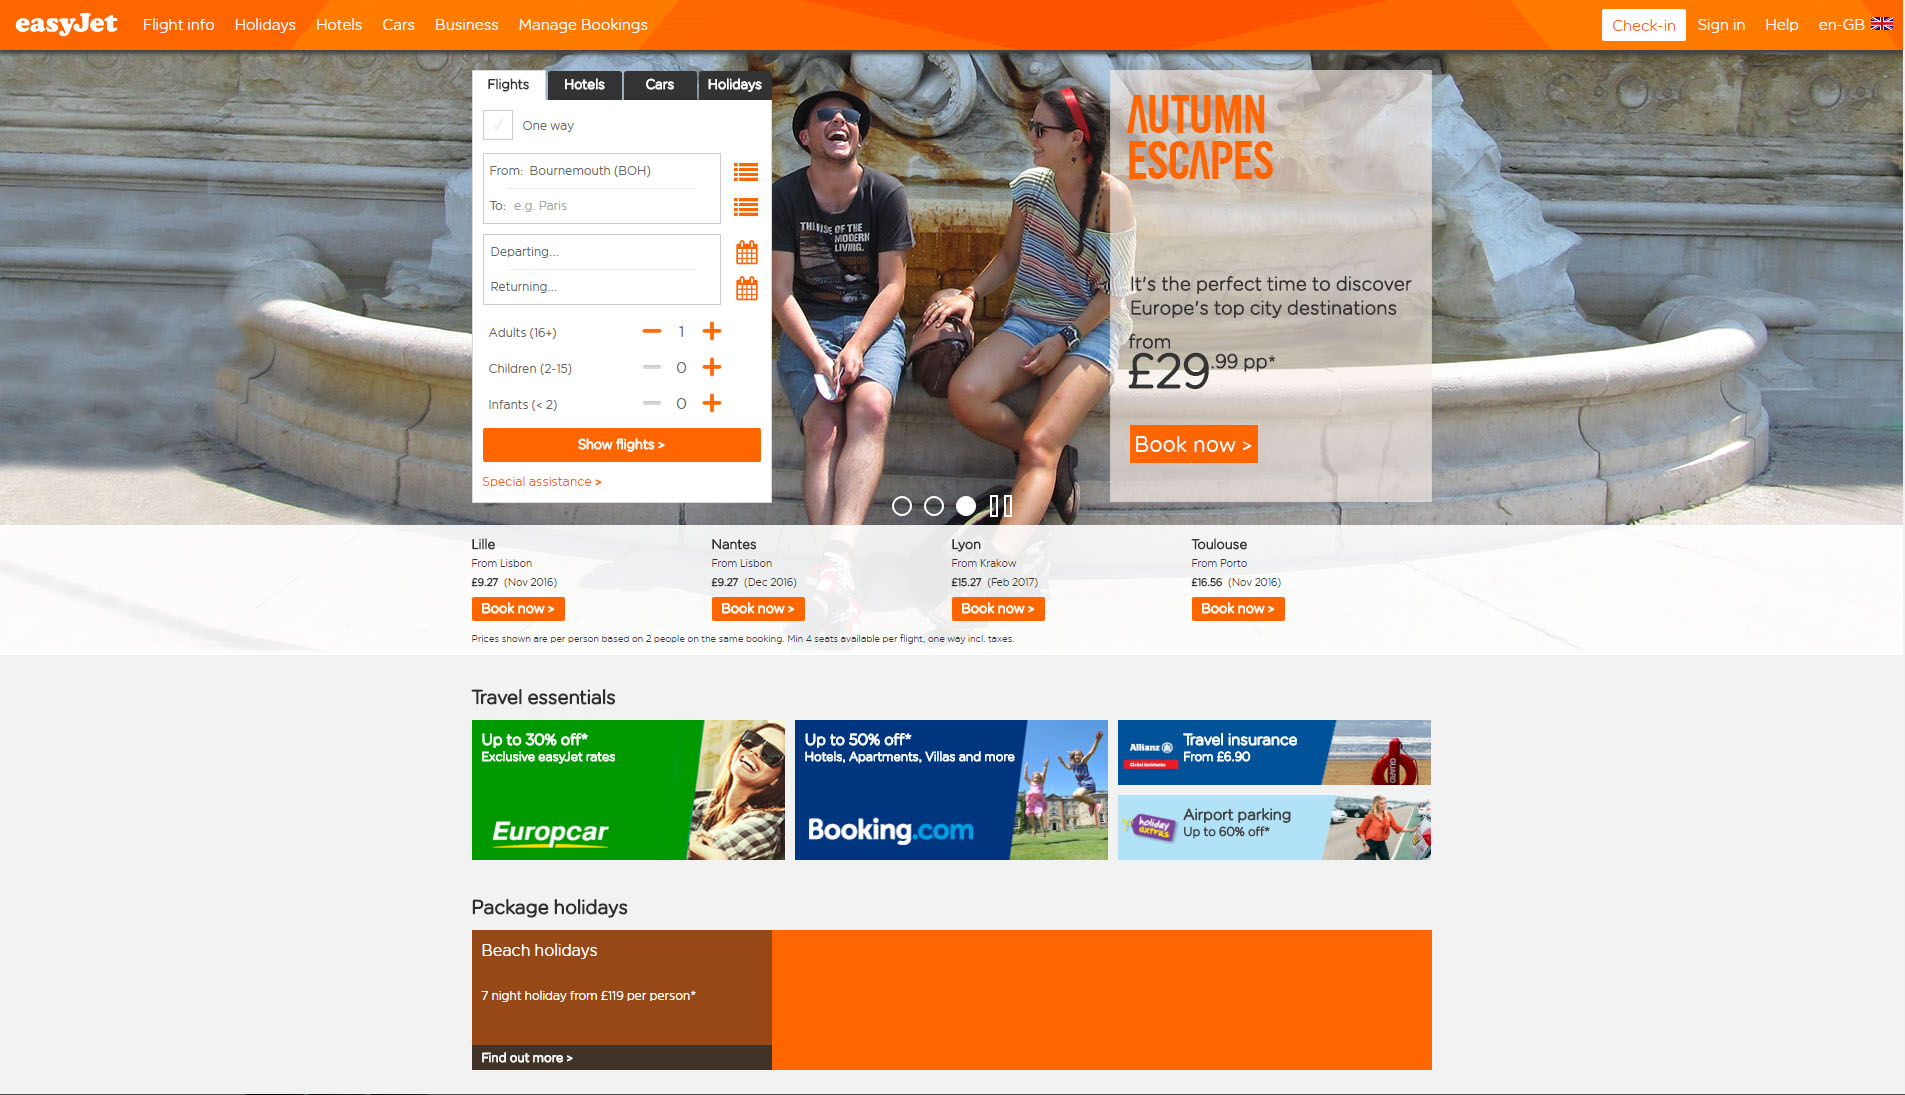 easyJet
Flight info Holidays Hotels Cars Business Manage Bookings
Check-in Sign in Help en-GB
Flights Hotels Cars Holidays
One way
From: Bournemouth (BOH)
To: e.g. Paris
Departing...
Returning...
Adults (16+) 1
Children (2-15) 0
Infants (< 2) 0
Show flights >
Special assistance >
AUTUMN
ESCAPES
It's the perfect time to discover
Europe's top city destinations
from
£29.99 pp*
Book now >
OF THE
MODERN
LIVING.
Lille
From Lisbon
£9.27 (Nov 2016)
Book now >
Nantes
From Lisbon
£9.27 (Dec 2016)
Book now >
Lyon
From Krakow
£15.27 (Feb 2017)
Book now >
Toulouse
From Porto
£16.56 (Nov 2016)
Book now >
Prices shown are per person based on 2 people on the same booking. Min 4 seats available per flight, one way incl. taxes.
Travel essentials
Up to 30% off*
Exclusive easyJet rates
Europcar
Up to 50% off*
Hotels, Apartments, Villas and more
Booking.com
Allianz
Global Assistance
Travel insurance
From £6.90
GUARD
holiday
extras
Airport parking
Up to 60% off*
Package holidays
Beach holidays
7 night holiday from £119 per person*
Find out more >